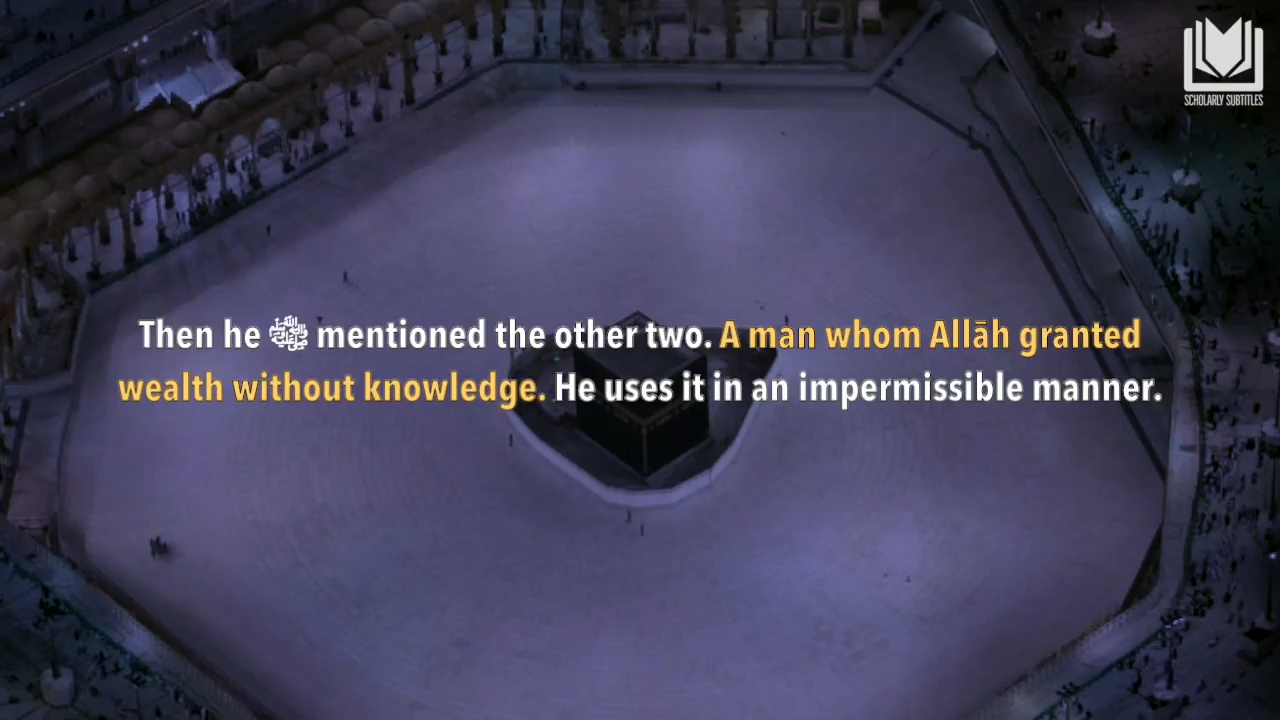 SCHOLARLY SUBTITLES
Then he ﷺ mentioned the other two. A man whom Allāh granted
wealth without knowledge. He uses it in an impermissible manner.